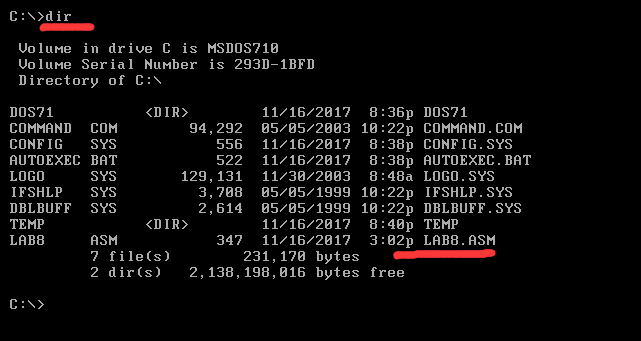 C:\>dir
Volume in drive C is MSDOS710
Volume Serial Number is 293D-1BFD
Directory of C:\
DOS71 <DIR> 11/16/2017 8:36p DOS71
COMMAND COM 94,292 05/05/2003 10:22p COMMAND.COM
CONFIG SYS 556 11/16/2017 8:38p CONFIG.SYS
AUTOEXEC BAT 522 11/16/2017 8:38p AUTOEXEC.BAT
LOGO SYS 129,131 11/30/2003 8:48a LOGO.SYS
IFSHLP SYS 3,708 05/05/1999 10:22p IFSHLP.SYS
DBLBUFF SYS 2,614 05/05/1999 10:22p DBLBUFF.SYS
TEMP <DIR> 11/16/2017 8:40p TEMP
LAB8 ASM 347 11/16/2017 3:02p LAB8.ASM
7 file(s) 231,170 bytes
2 dir(s) 2,138,198,016 bytes free
C:\>